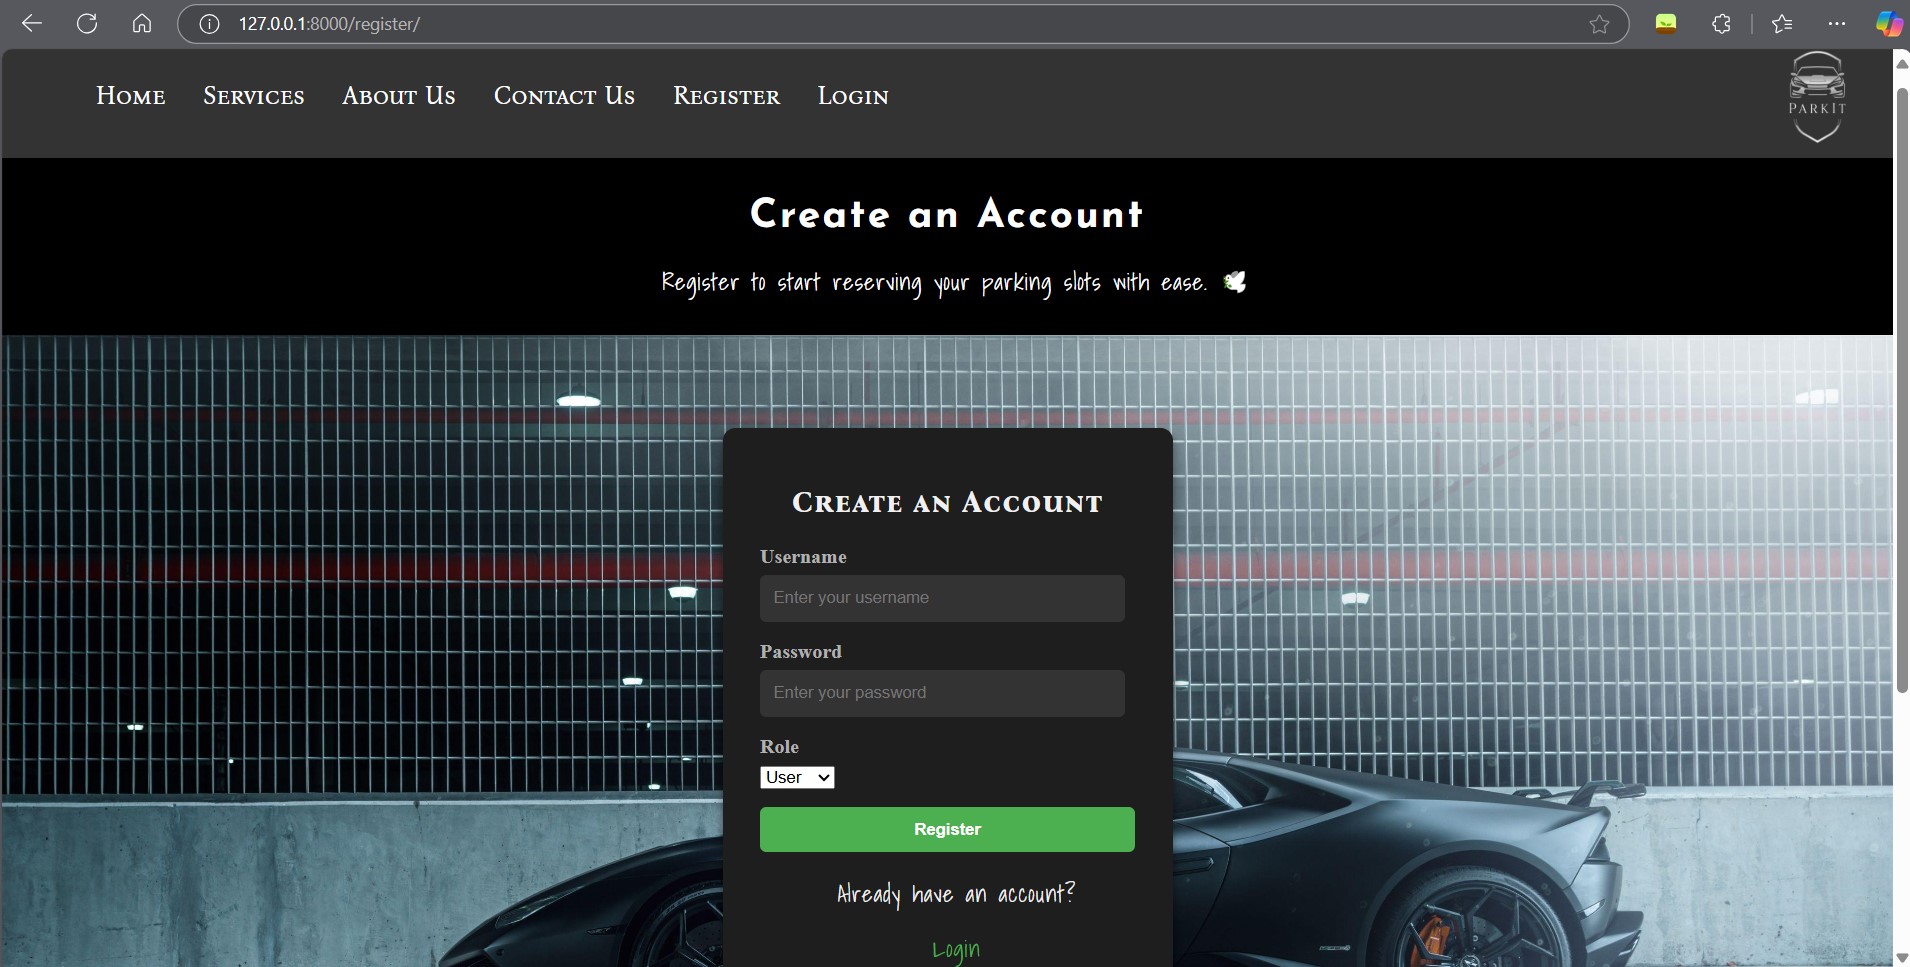 127.0.0.1:8000/register/
Home Services About Us Contact Us Register Login
ParkIt
Create an Account
Register to start reserving your parking slots with ease. 🕊️
Create an Account
Username
Enter your username
Password
Enter your password
Role
User
Register
Already have an account?
Login